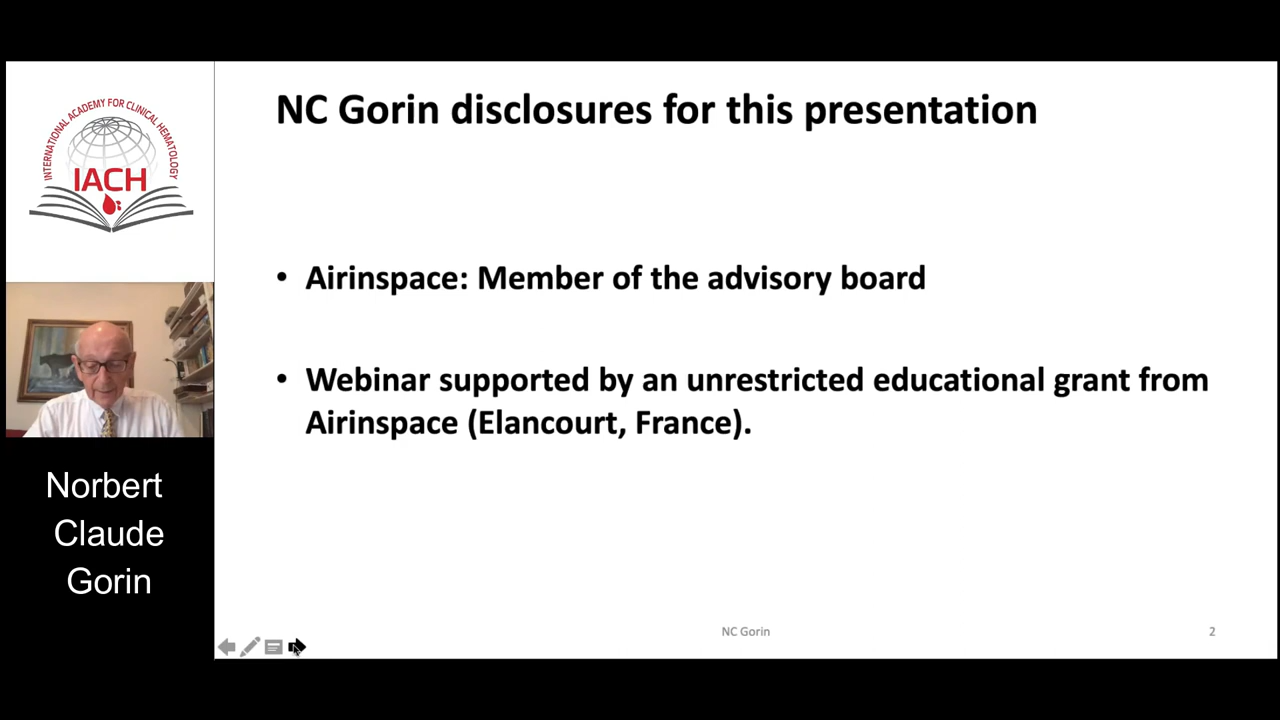 INTERNATIONAL ACADEMY FOR CLINICAL HEMATOLOGY
IACH
Norbert
Claude
Gorin
NC Gorin disclosures for this presentation
• Airinspace: Member of the advisory board
• Webinar supported by an unrestricted educational grant from
Airinspace (Elancourt, France).
NC Gorin
2